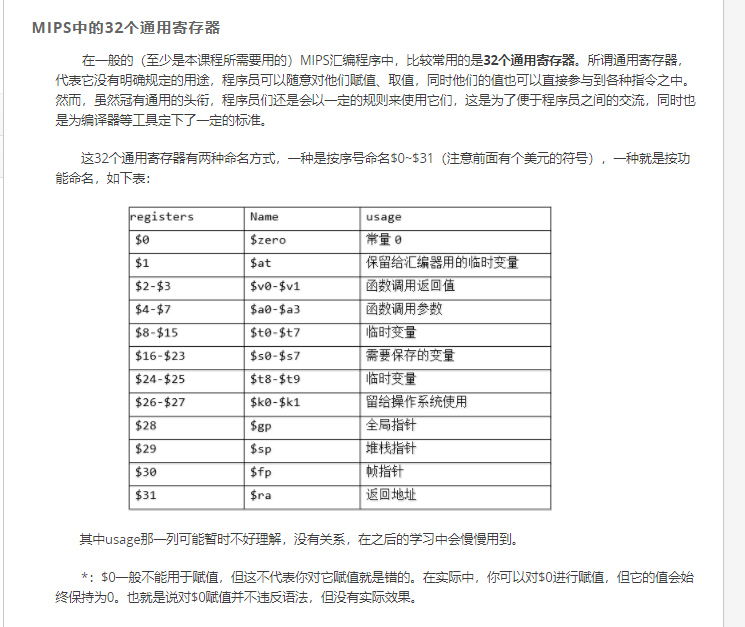 MIPS中的32个通用寄存器
在一般的（至少是本课程所需要用的）MIPS汇编程序中，比较常用的是32个通用寄存器。所谓通用寄存器，
代表它没有明确规定的用途，程序员可以随意对他们赋值、取值，同时他们的值也可以直接参与到各种指令之中。
然而，虽然冠有通用的头衔，程序员们还是会以一定的规则来使用它们，这是为了便于程序员之间的交流，同时也
是为编译器等工具定下了一定的标准。
这32个通用寄存器有两种命名方式，一种是按序号命名$0~$31（注意前面有个美元的符号），一种就是按功
能命名，如下表：
registers Name usage
$0 $zero 常量 0
$1 $at 保留给汇编器用的临时变量
$2-$3 $v0-$v1 函数调用返回值
$4-$7 $a0-$a3 函数调用参数
$8-$15 $t0-$t7 临时变量
$16-$23 $s0-$s7 需要保存的变量
$24-$25 $t8-$t9 临时变量
$26-$27 $k0-$k1 留给操作系统使用
$28 $gp 全局指针
$29 $sp 堆栈指针
$30 $fp 帧指针
$31 $ra 返回地址
其中usage那一列可能暂时不好理解，没有关系，在之后的学习中会慢慢用到。
*：$0一般不能用于赋值，但这不代表你对它赋值就是错的。在实际中，你可以对$0进行赋值，但它的值会始
终保持为0。也就是说对$0赋值并不违反语法，但没有实际效果。